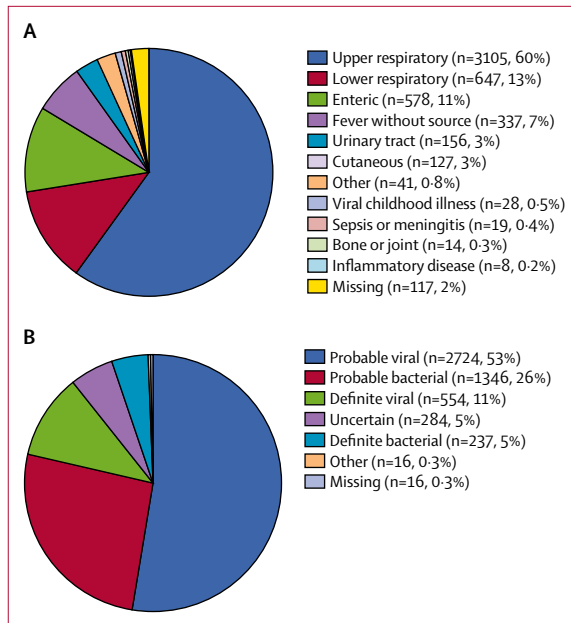 A
Upper respiratory (n=3105, 60%)
Lower respiratory (n=647, 13%)
Enteric (n=578, 11%)
Fever without source (n=337, 7%)
Urinary tract (n=156, 3%)
Cutaneous (n=127, 3%)
Other (n=41, 0·8%)
Viral childhood illness (n=28, 0·5%)
Sepsis or meningitis (n=19, 0·4%)
Bone or joint (n=14, 0·3%)
Inflammatory disease (n=8, 0·2%)
Missing (n=117, 2%)
B
Probable viral (n=2724, 53%)
Probable bacterial (n=1346, 26%)
Definite viral (n=554, 11%)
Uncertain (n=284, 5%)
Definite bacterial (n=237, 5%)
Other (n=16, 0·3%)
Missing (n=16, 0·3%)